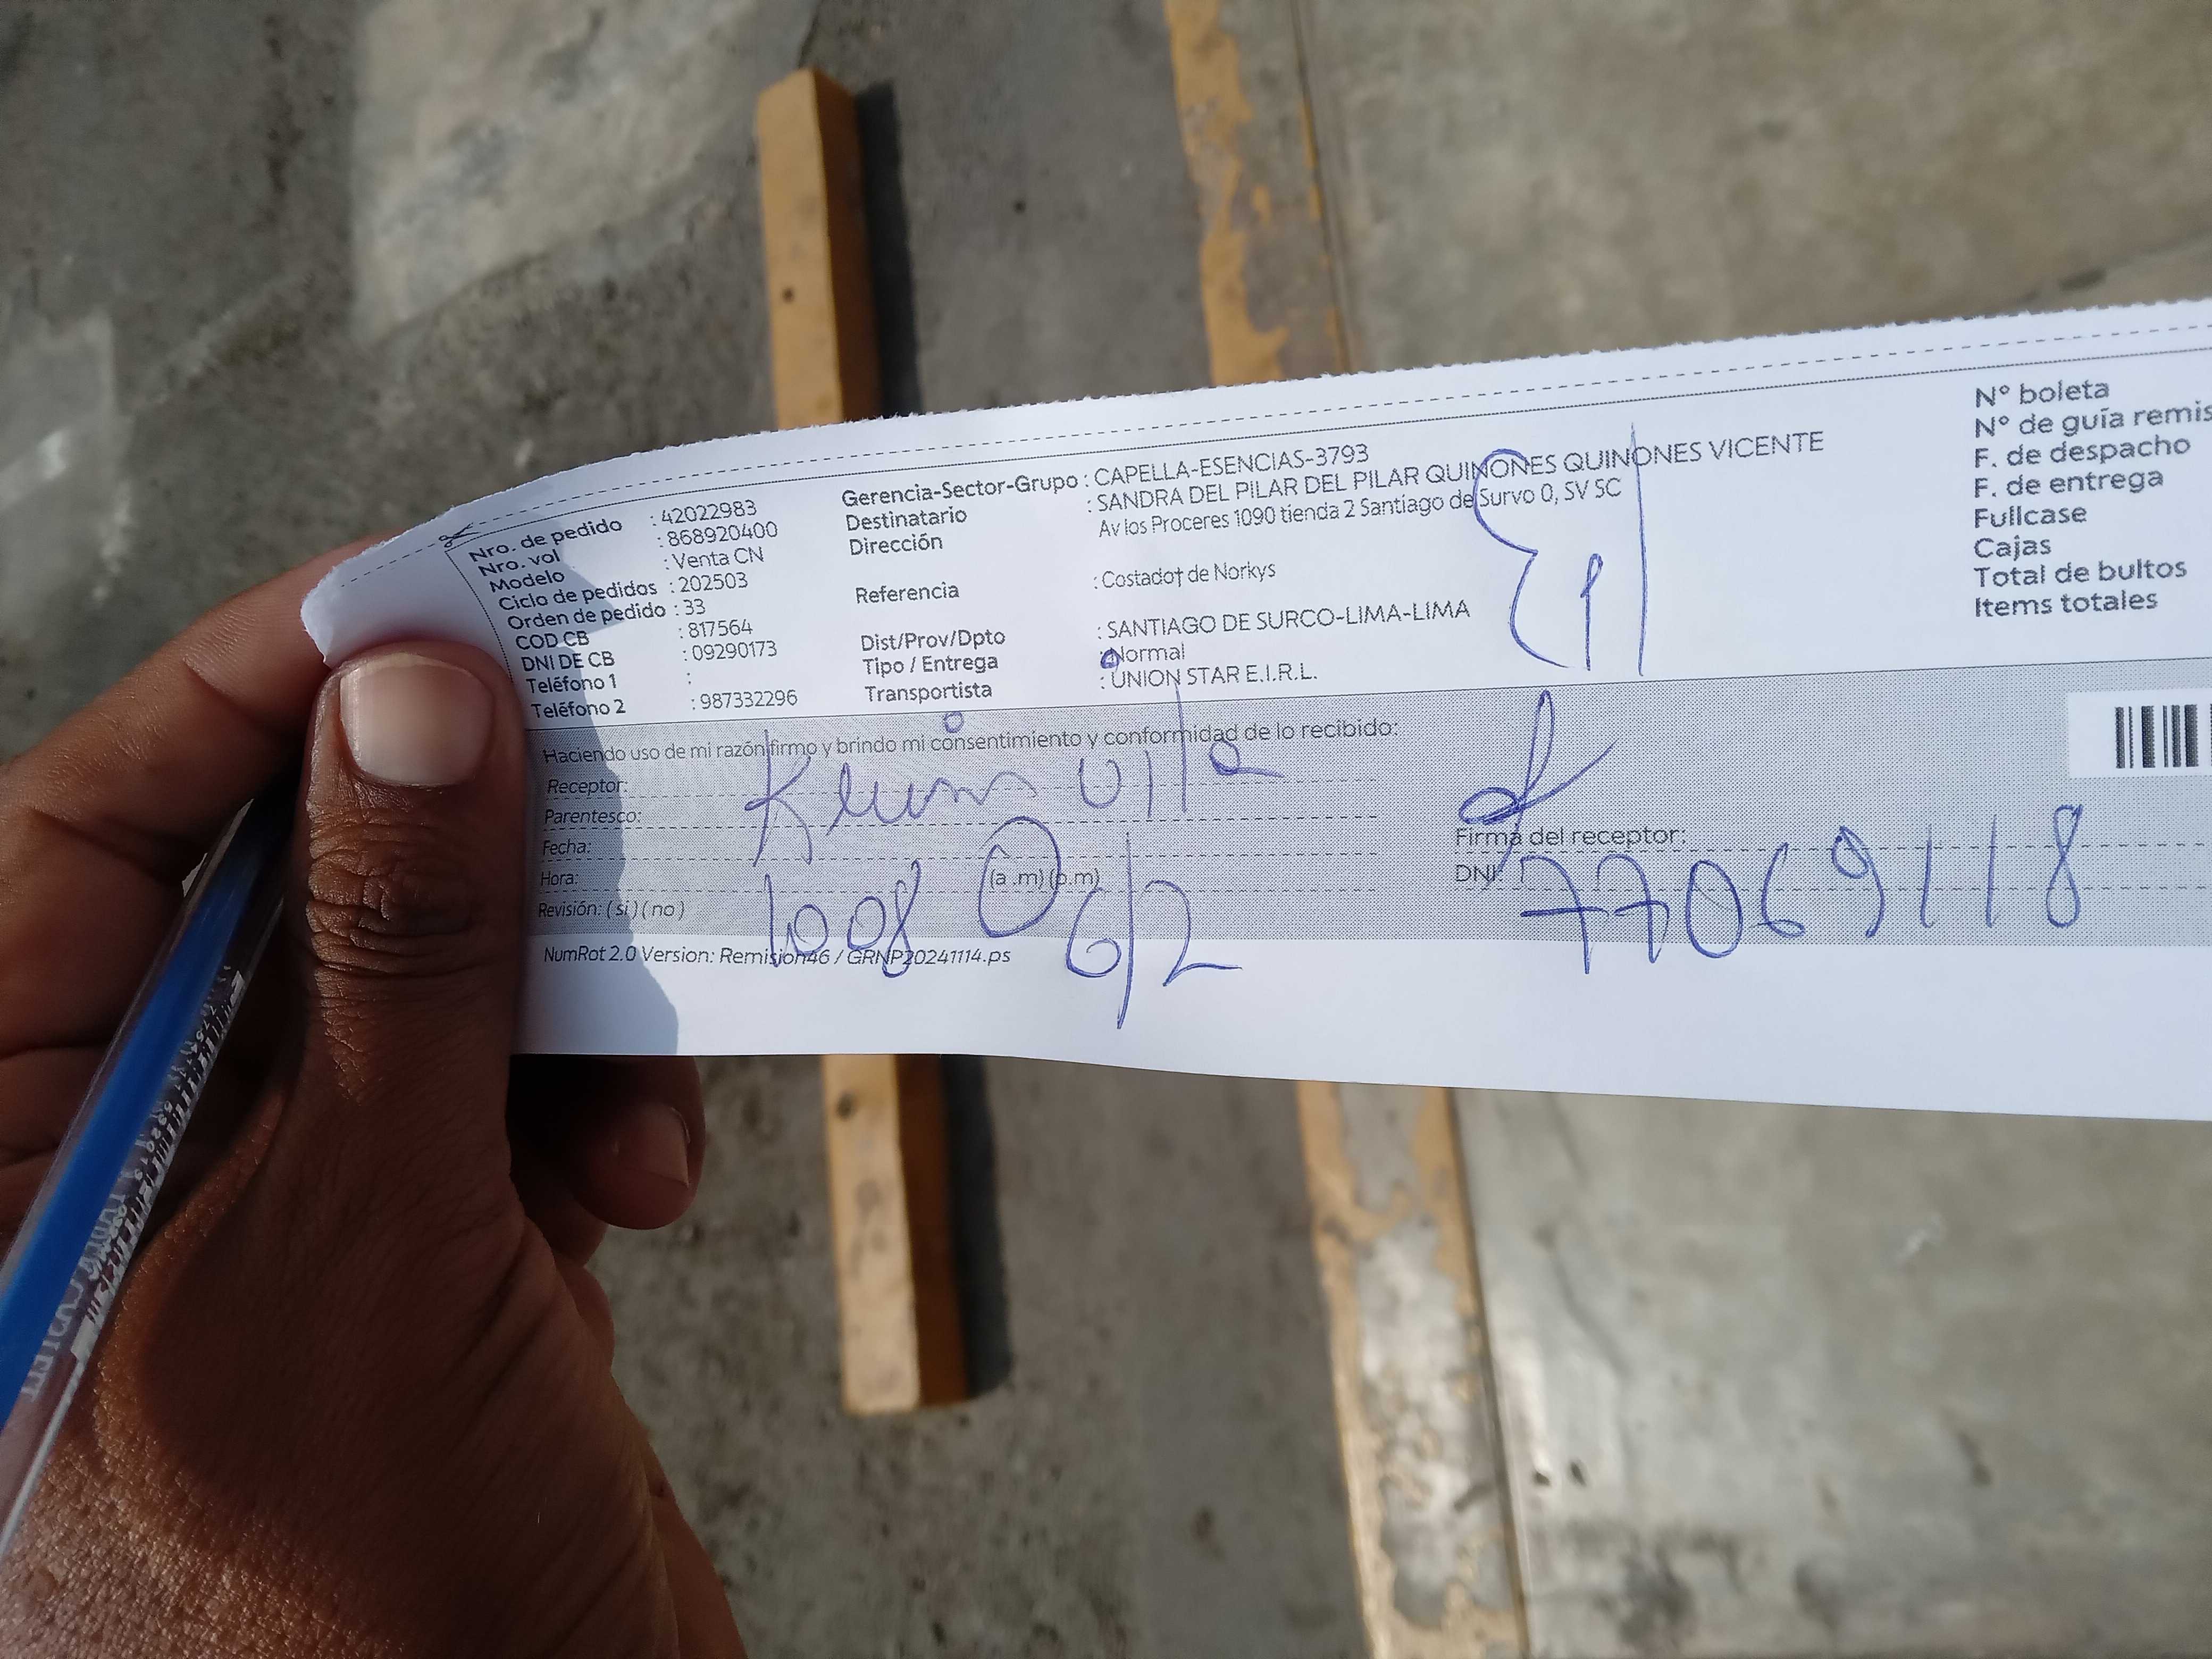 Nro. de pedido : 42022983
Nro. vol : 868920400
Modelo : Venta CN
Ciclo de pedidos : 202503
Orden de pedido : 33
COD CB : 817564
DNI DE CB : 09290173
Teléfono 1 :
Teléfono 2 : 987332296
Gerencia-Sector-Grupo : CAPELLA-ESENCIAS-3793
Destinatario : SANDRA DEL PILAR DEL PILAR QUINONES QUINONES VICENTE
Dirección Av los Proceres 1090 tienda 2 Santiago de Survo 0, SV SC
Referencia : Costadot de Norkys
Dist/Prov/Dpto : SANTIAGO DE SURCO-LIMA-LIMA
Tipo / Entrega : Normal
Transportista : UNION STAR E.I.R.L.
N° boleta
N° de guía remis
F. de despacho
F. de entrega
Fullcase
Cajas
Total de bultos
Items totales
Haciendo uso de mi razón firmo y brindo mi consentimiento y conformidad de lo recibido:
Receptor:
Parentesco:
Fecha:
Hora: (a .m) (p.m)
Revisión: ( si ) ( no )
Villa
1008 6/2
Firma del receptor:
DNI: 77069118
NumRot 2.0 Version: Remision46 / GRNP20241114.ps